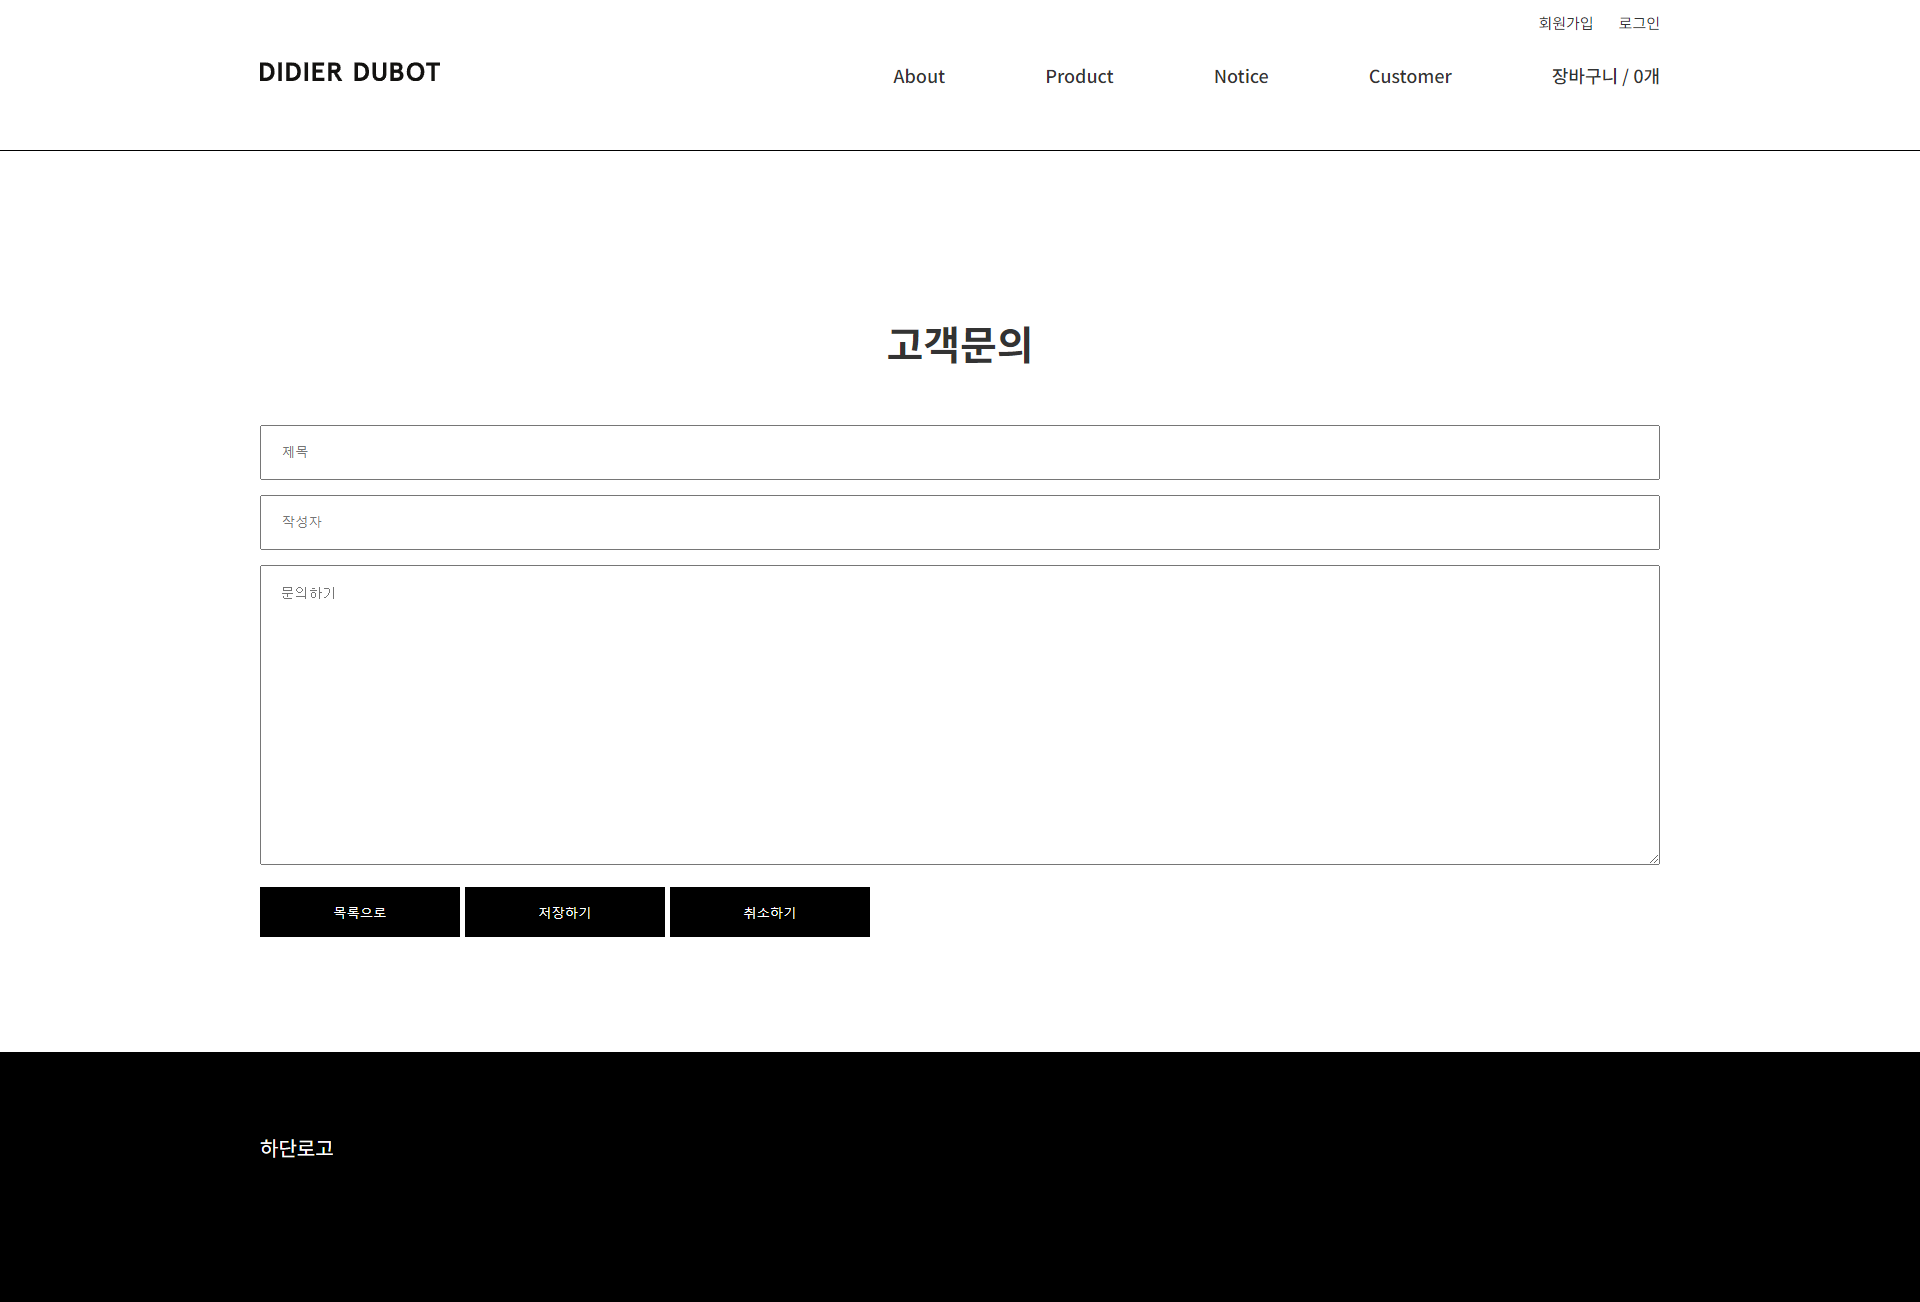 회원가입 로그인
DIDIER DUBOT
About Product Notice Customer 장바구니 / 0개
고객문의
제목
작성자
문의하기
목록으로 저장하기 취소하기
하단로고